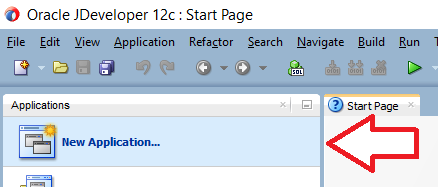 Oracle JDeveloper 12c : Start Page
File Edit View Application Refactor Search Navigate Build Run
SQL
Applications
? Start Page
New Application...